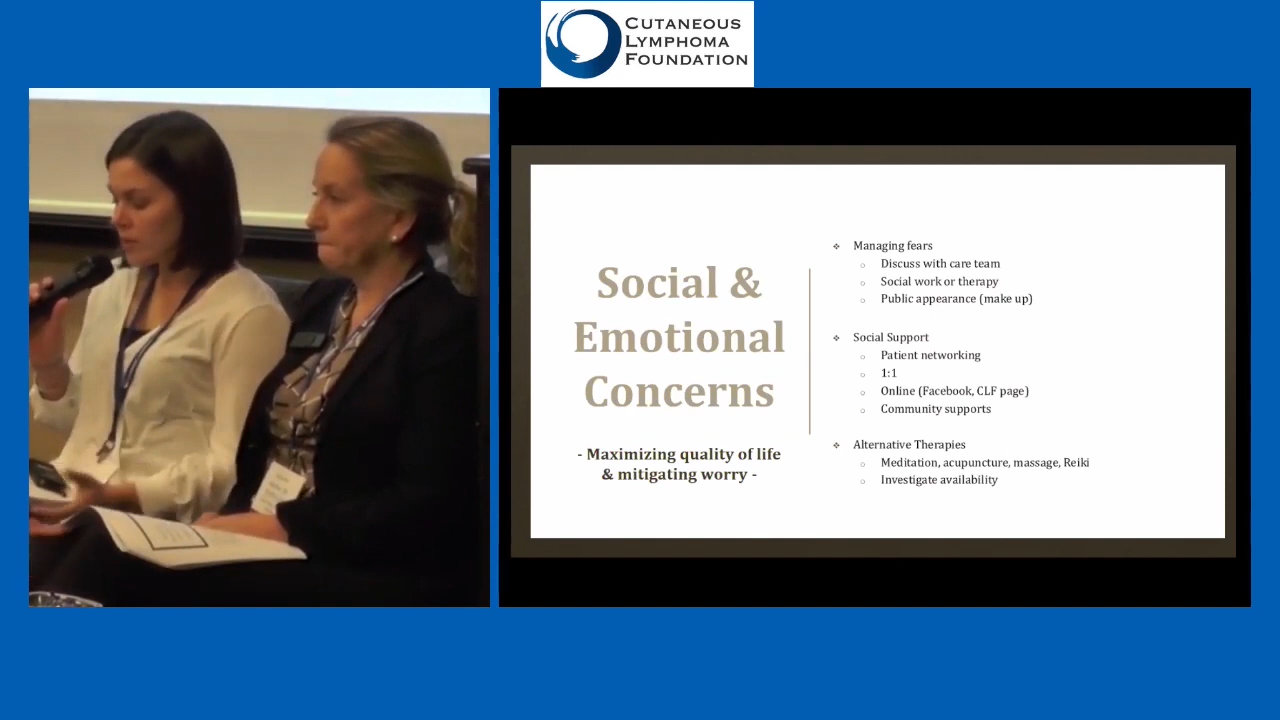 CUTANEOUS
LYMPHOMA
FOUNDATION
Social &
Emotional
Concerns
- Maximizing quality of life
& mitigating worry -
Managing fears
Discuss with care team
Social work or therapy
Public appearance (make up)
Social Support
Patient networking
1:1
Online (Facebook, CLF page)
Community supports
Alternative Therapies
Meditation, acupuncture, massage, Reiki
Investigate availability